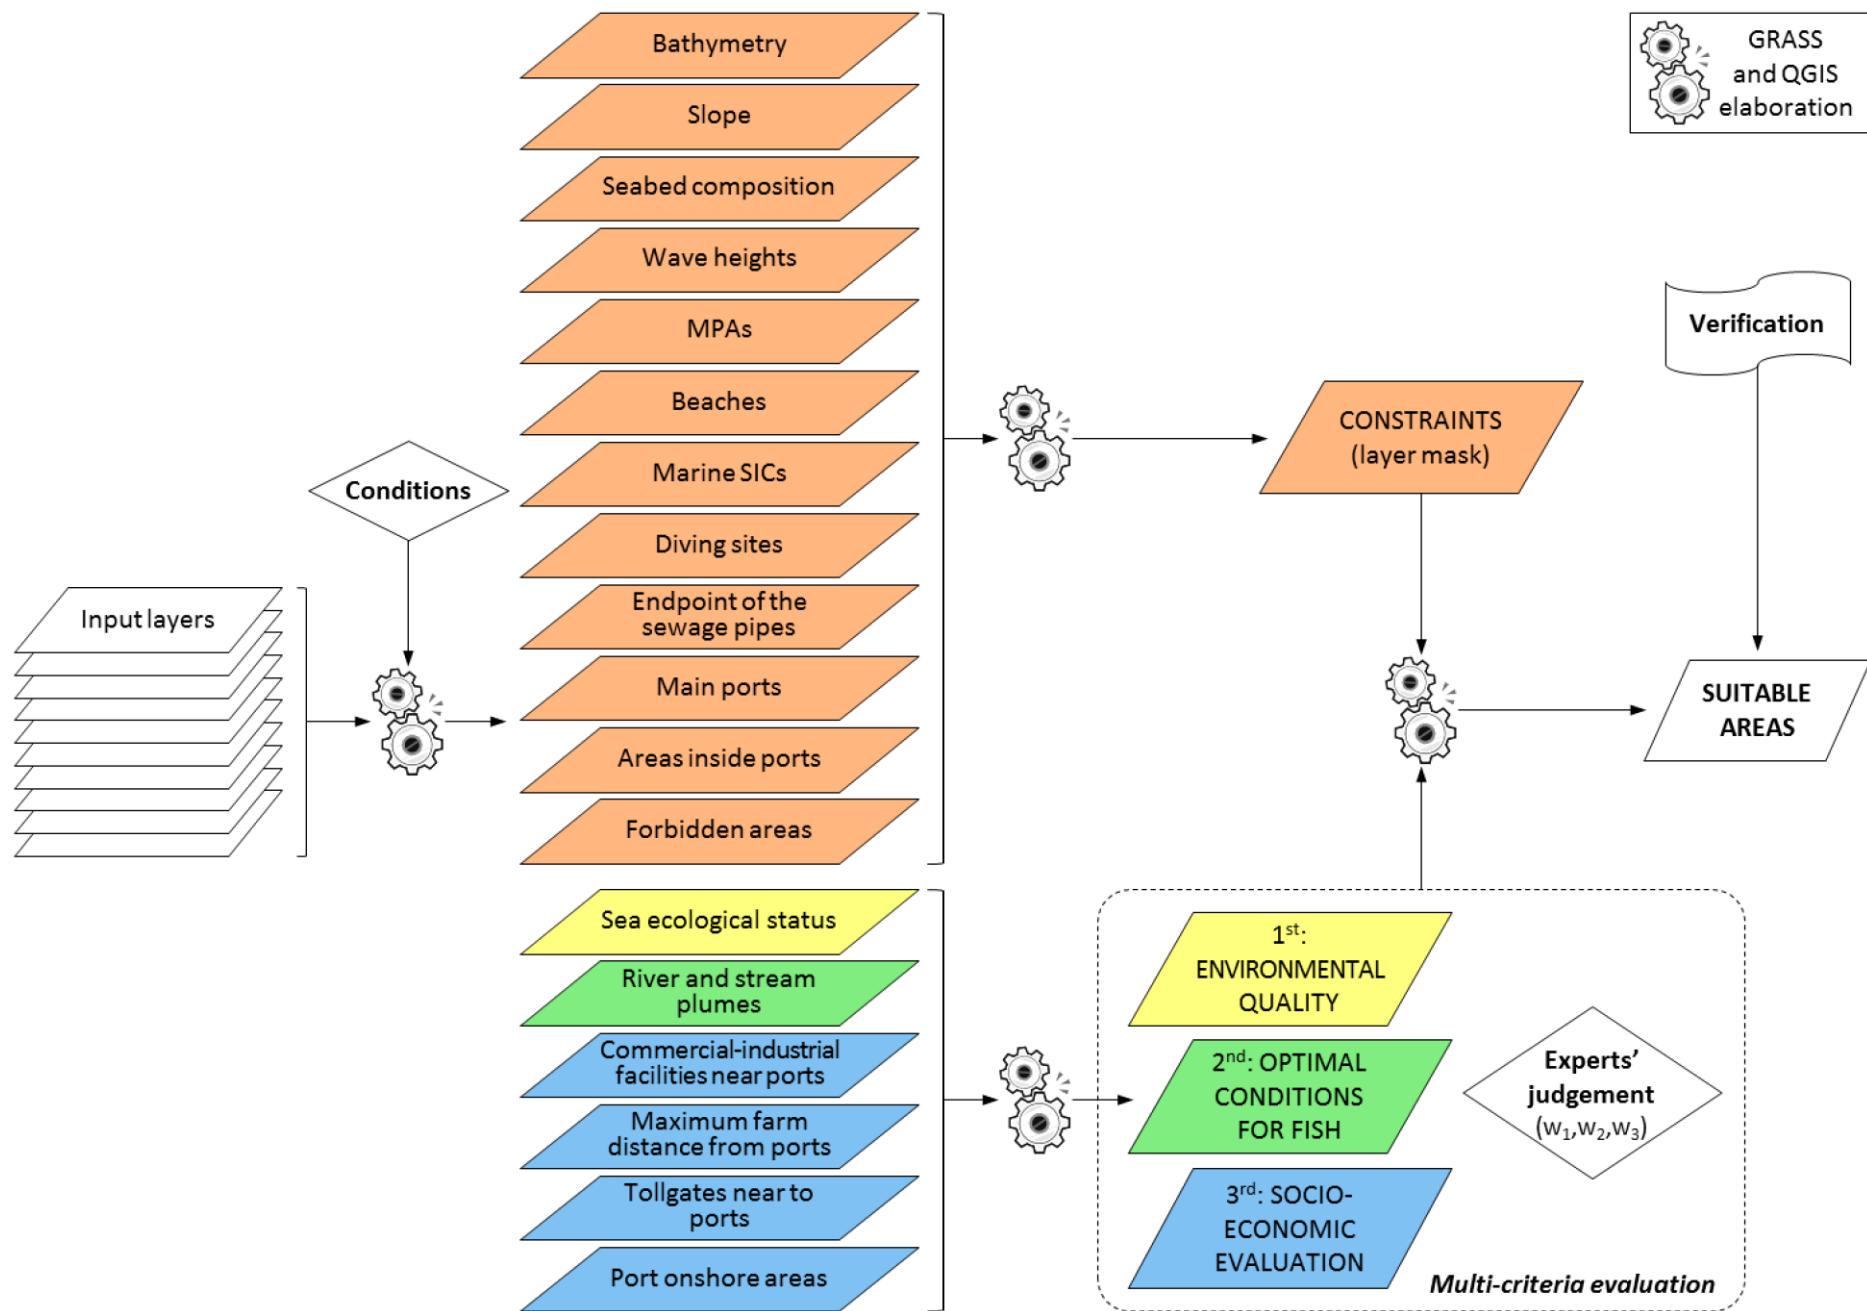 Bathymetry
Slope
Seabed composition
Wave heights
MPAs
Beaches
Marine SICs
Diving sites
Endpoint of the
sewage pipes
Main ports
Areas inside ports
Forbidden areas
Sea ecological status
River and stream
plumes
Commercial-industrial
facilities near ports
Maximum farm
distance from ports
Tollgates near to
ports
Port onshore areas
Conditions
Input layers
GRASS
and QGIS
elaboration
CONSTRAINTS
(layer mask)
Verification
SUITABLE
AREAS
1st:
ENVIRONMENTAL
QUALITY
2nd: OPTIMAL
CONDITIONS
FOR FISH
3rd: SOCIO-
ECONOMIC
EVALUATION
Experts'
judgement
(w1,w2,w3)
Multi-criteria evaluation